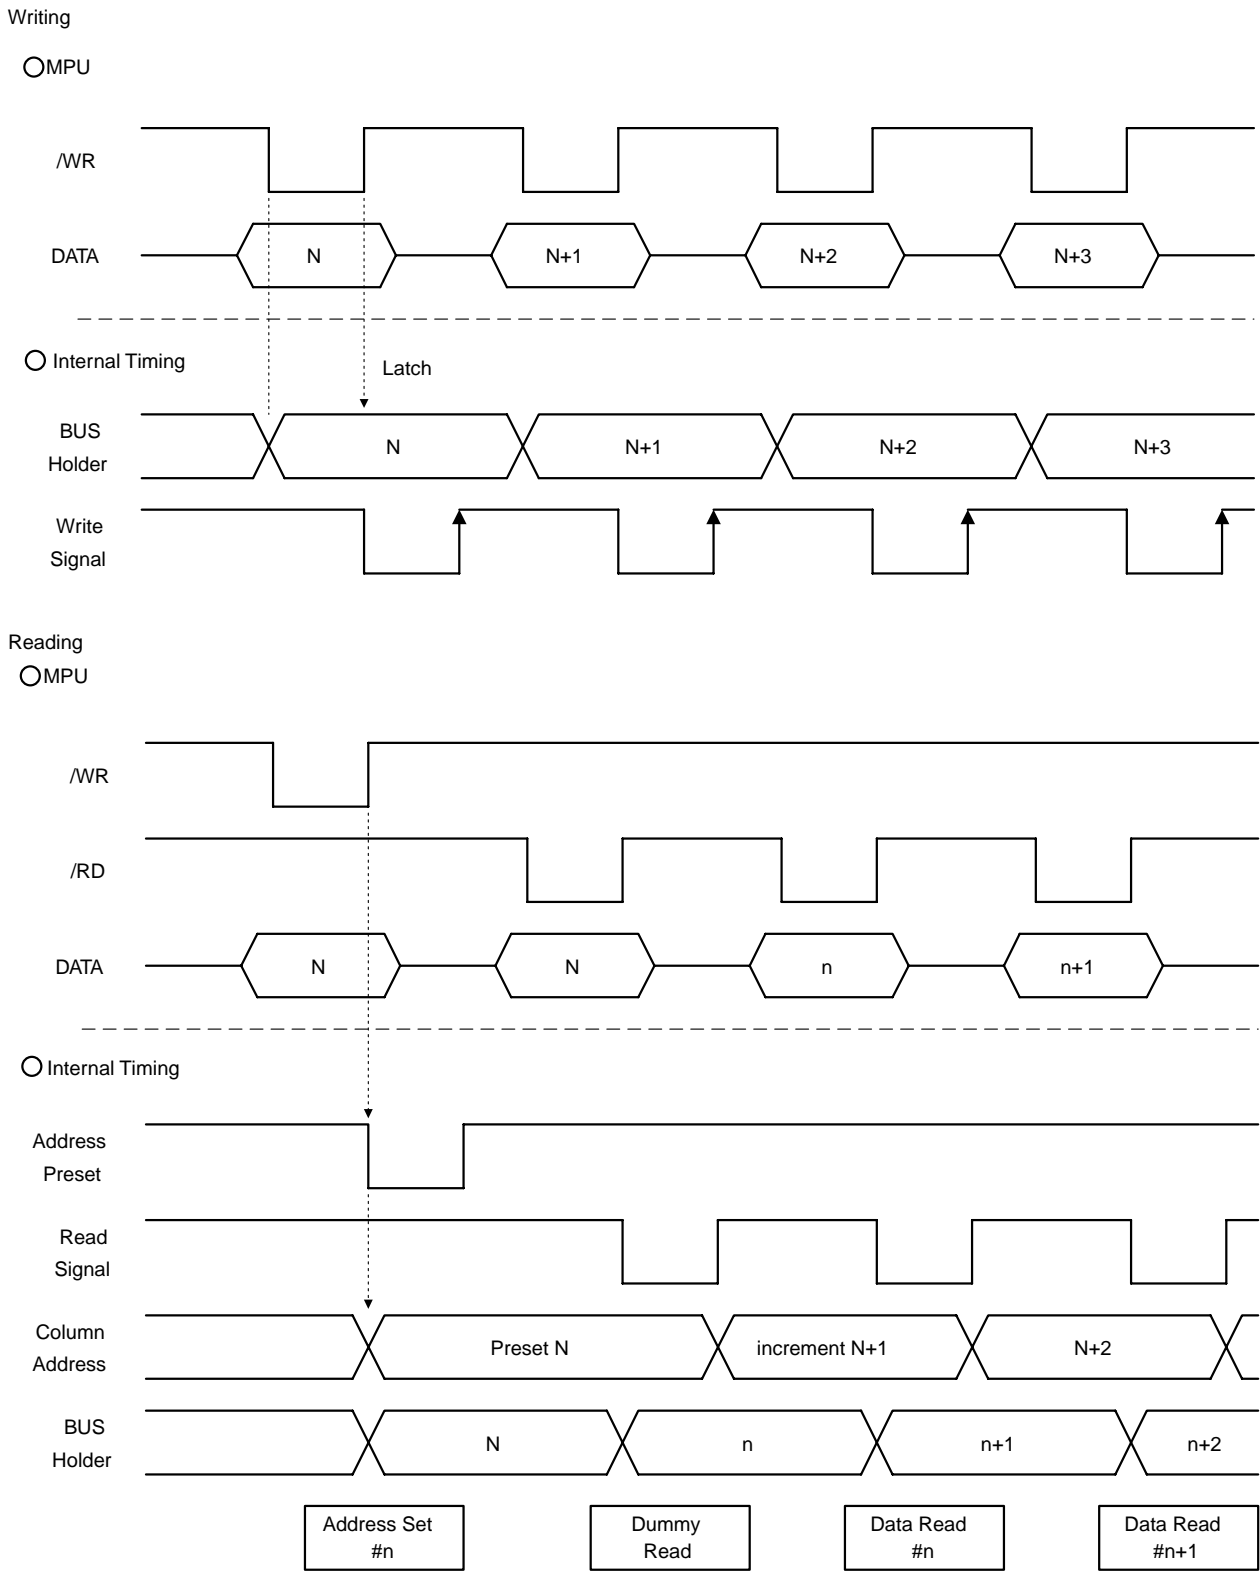 Writing
MPU
/WR
DATA
N
N+1
N+2
N+3
Internal Timing
Latch
BUS
Holder
N
N+1
N+2
N+3
Write
Signal
Reading
MPU
/WR
/RD
DATA
N
N
n
n+1
Internal Timing
Address
Preset
Read
Signal
Column
Address
Preset N
increment N+1
N+2
BUS
Holder
N
n
n+1
n+2
Address Set
#n
Dummy
Read
Data Read
#n
Data Read
#n+1